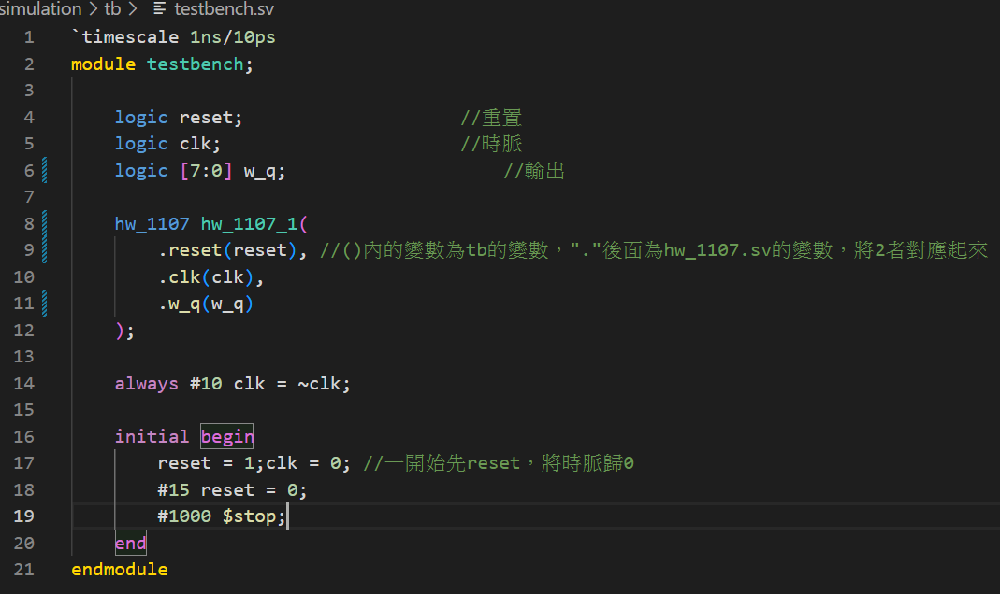 simulation > tb > testbench.sv
1 `timescale 1ns/10ps
2 module testbench;
3
4 logic reset; //重置
5 logic clk; //時脈
6 logic [7:0] w_q; //輸出
7
8 hw_1107 hw_1107_1(
9 .reset(reset), //()內的變數為tb的變數，"."後面為hw_1107.sv的變數，將2者對應起來
10 .clk(clk),
11 .w_q(w_q)
12 );
13
14 always #10 clk = ~clk;
15
16 initial begin
17 reset = 1;clk = 0; //一開始先reset，將時脈歸0
18 #15 reset = 0;
19 #1000 $stop;
20 end
21 endmodule